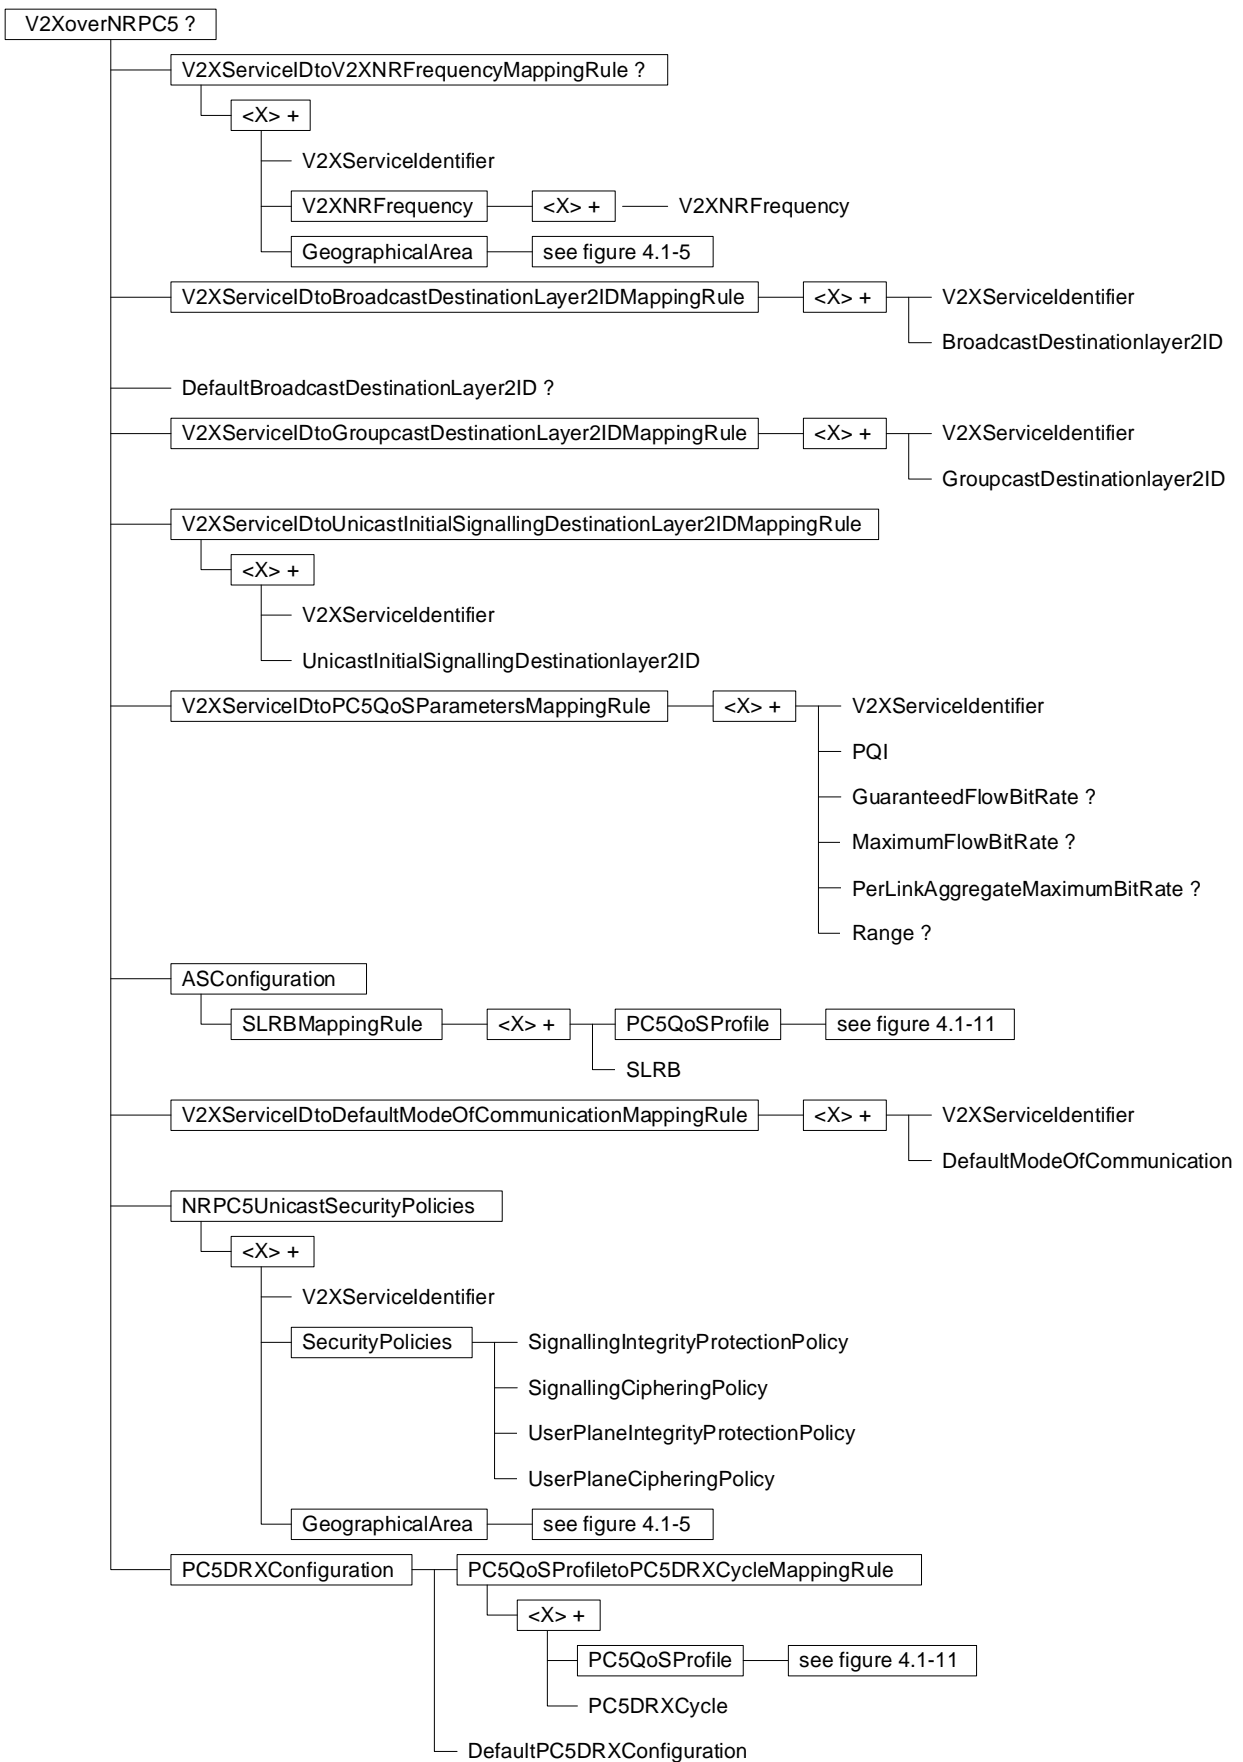 V2XoverNRPC5 ?
V2XServiceIDtoV2XNRFrequencyMappingRule ?
<X> +
V2XServiceIdentifier
V2XNRFrequency <X> + V2XNRFrequency
GeographicalArea see figure 4.1-5
V2XServiceIDtoBroadcastDestinationLayer2IDMappingRule <X> + V2XServiceIdentifier
BroadcastDestinationlayer2ID
DefaultBroadcastDestinationLayer2ID ?
V2XServiceIDtoGroupcastDestinationLayer2IDMappingRule <X> + V2XServiceIdentifier
GroupcastDestinationlayer2ID
V2XServiceIDtoUnicastInitialSignallingDestinationLayer2IDMappingRule
<X> +
V2XServiceIdentifier
UnicastInitialSignallingDestinationlayer2ID
V2XServiceIDtoPC5QoSParametersMappingRule <X> + V2XServiceIdentifier
PQI
GuaranteedFlowBitRate ?
MaximumFlowBitRate ?
PerLinkAggregateMaximumBitRate ?
Range ?
ASConfiguration
SLRBMappingRule <X> + PC5QoSProfile see figure 4.1-11
SLRB
V2XServiceIDtoDefaultModeOfCommunicationMappingRule <X> + V2XServiceIdentifier
DefaultModeOfCommunication
NRPC5UnicastSecurityPolicies
<X> +
V2XServiceIdentifier
SecurityPolicies SignallingIntegrityProtectionPolicy
SignallingCipheringPolicy
UserPlaneIntegrityProtectionPolicy
UserPlaneCipheringPolicy
GeographicalArea see figure 4.1-5
PC5DRXConfiguration PC5QoSProfiletoPC5DRXCycleMappingRule
<X> +
PC5QoSProfile see figure 4.1-11
PC5DRXCycle
DefaultPC5DRXConfiguration